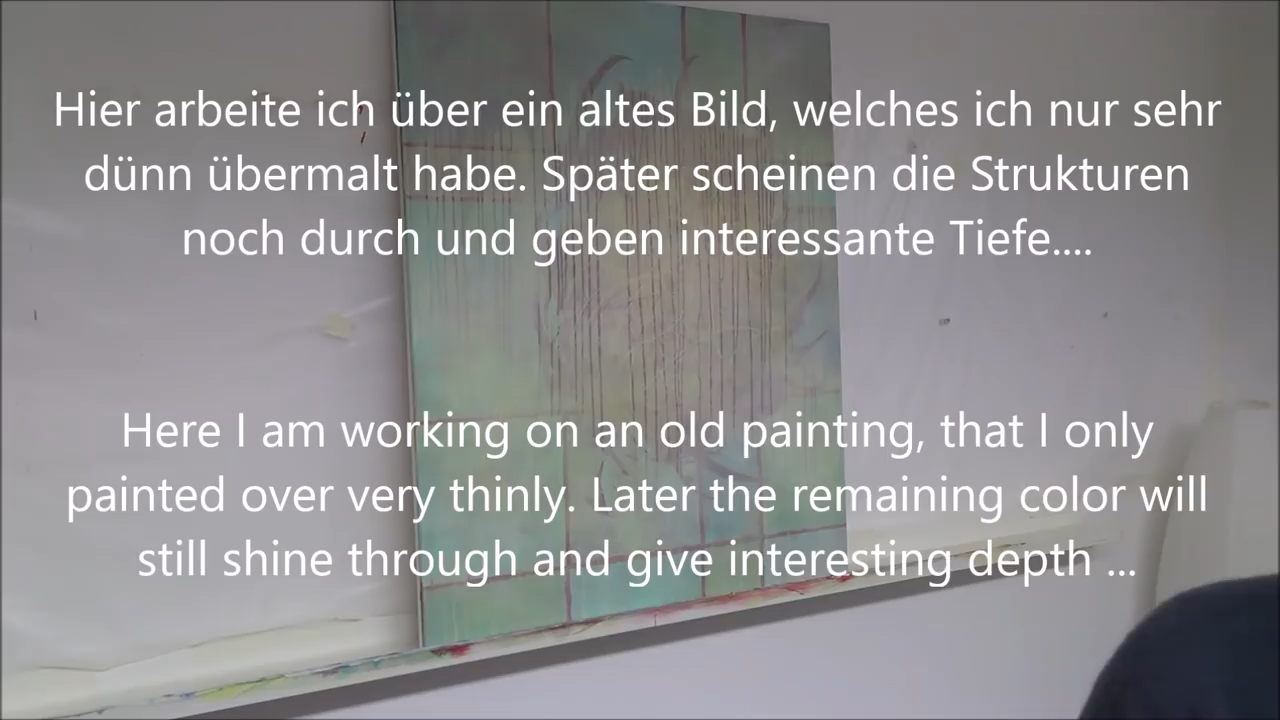 Hier arbeite ich über ein altes Bild, welches ich nur sehr
dünn übermalt habe. Später scheinen die Strukturen
noch durch und geben interessante Tiefe....
Here I am working on an old painting, that I only
painted over very thinly. Later the remaining color will
still shine through and give interesting depth ...